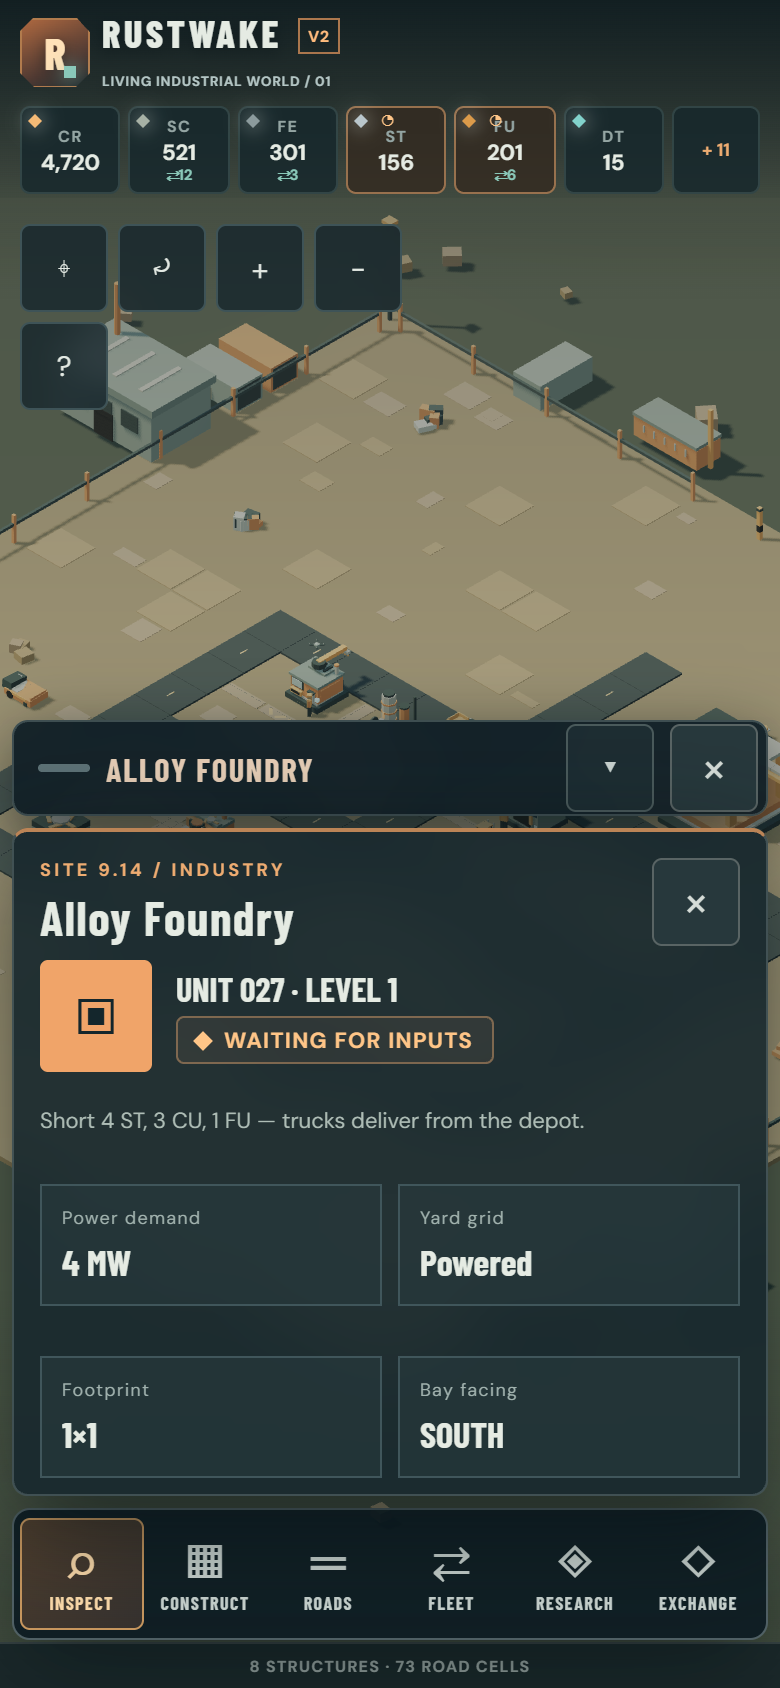 R
RUSTWAKE
V2
LIVING INDUSTRIAL WORLD / 01
CR
4,720
SC
521
⇄12
FE
301
⇄3
ST
156
FU
201
⇄6
DT
15
+ 11
+
−
?
ALLOY FOUNDRY
▼
×
SITE 9.14 / INDUSTRY
×
Alloy Foundry
UNIT 027 · LEVEL 1
◆ WAITING FOR INPUTS
Short 4 ST, 3 CU, 1 FU — trucks deliver from the depot.
Power demand
4 MW
Yard grid
Powered
Footprint
1×1
Bay facing
SOUTH
INSPECT
CONSTRUCT
ROADS
FLEET
RESEARCH
EXCHANGE
8 STRUCTURES · 73 ROAD CELLS